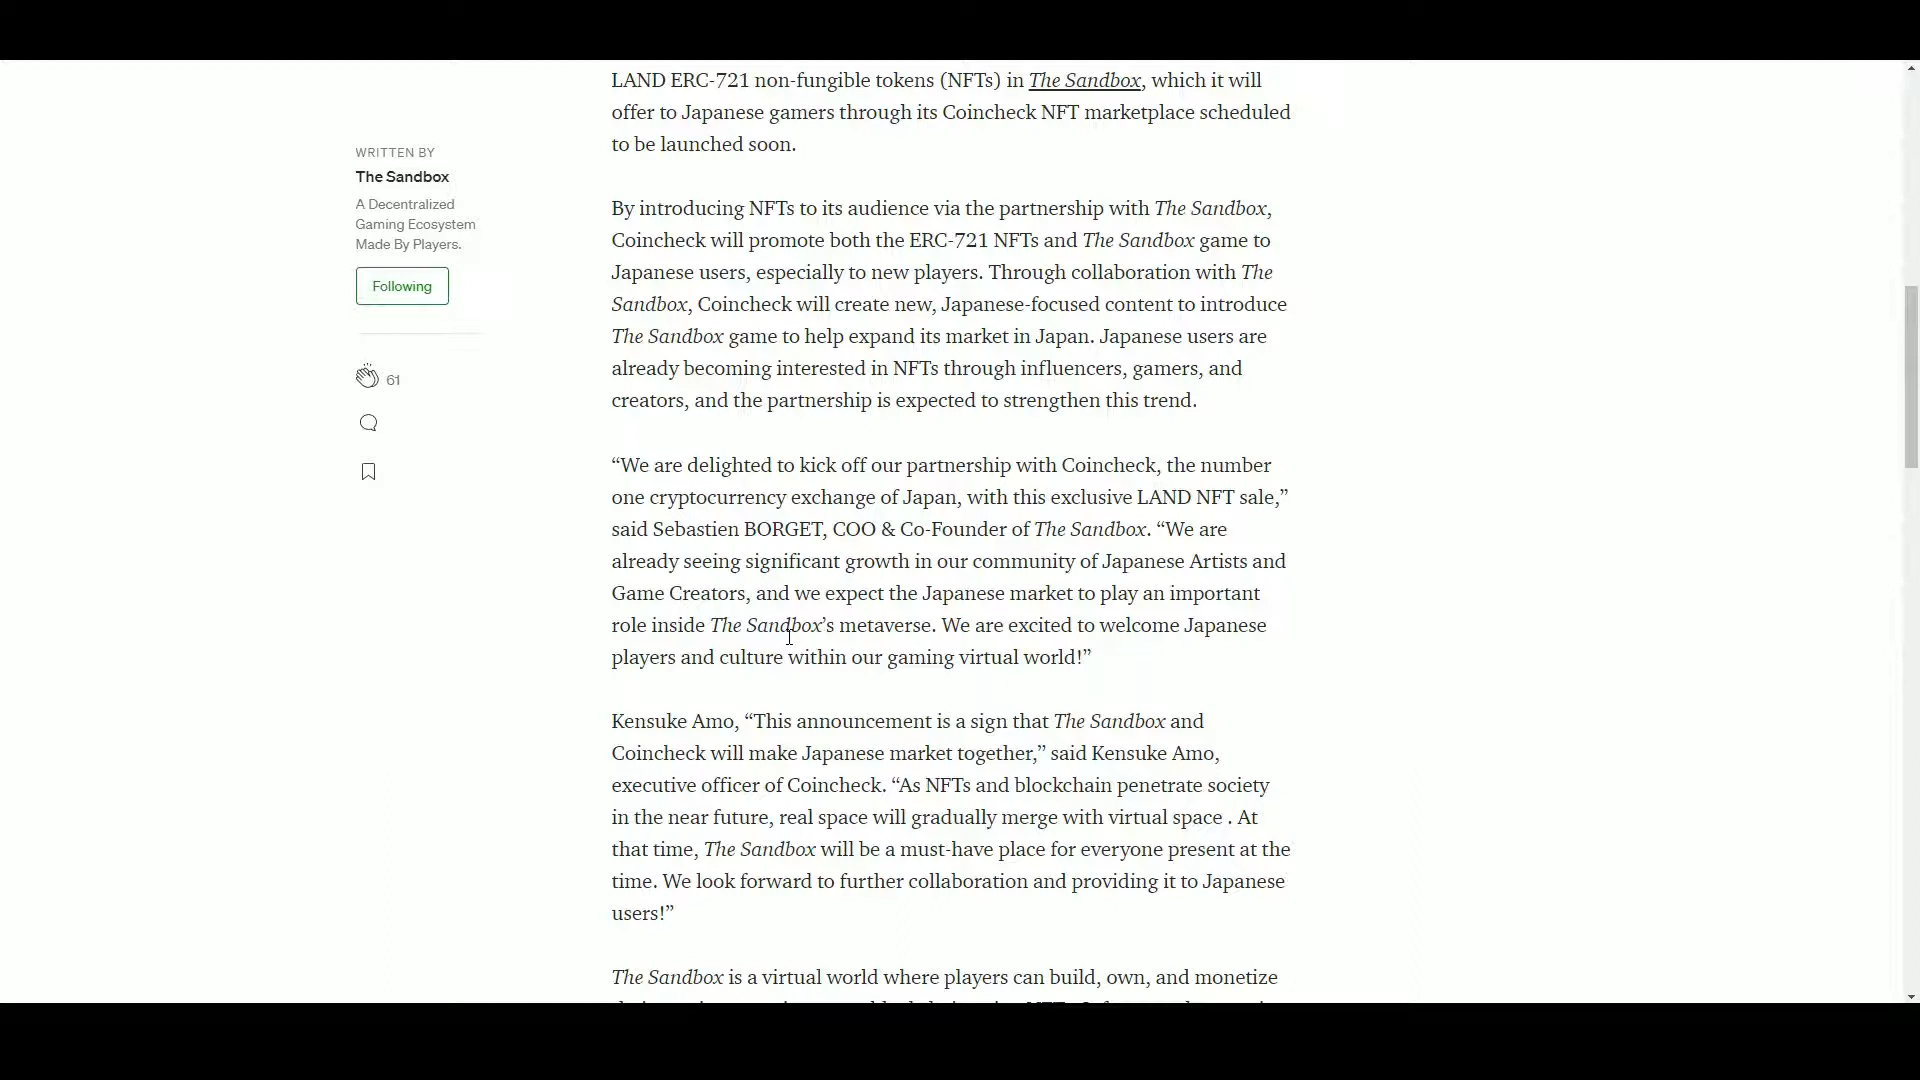 LAND ERC-721 non-fungible tokens (NFTs) in The Sandbox, which it will
offer to Japanese gamers through its Coincheck NFT marketplace scheduled
to be launched soon.
WRITTEN BY
The Sandbox
A Decentralized
Gaming Ecosystem
Made By Players.
Following
61
By introducing NFTs to its audience via the partnership with The Sandbox,
Coincheck will promote both the ERC-721 NFTs and The Sandbox game to
Japanese users, especially to new players. Through collaboration with The
Sandbox, Coincheck will create new, Japanese-focused content to introduce
The Sandbox game to help expand its market in Japan. Japanese users are
already becoming interested in NFTs through influencers, gamers, and
creators, and the partnership is expected to strengthen this trend.
“We are delighted to kick off our partnership with Coincheck, the number
one cryptocurrency exchange of Japan, with this exclusive LAND NFT sale,”
said Sebastien BORGET, COO & Co-Founder of The Sandbox. “We are
already seeing significant growth in our community of Japanese Artists and
Game Creators, and we expect the Japanese market to play an important
role inside The Sandbox’s metaverse. We are excited to welcome Japanese
players and culture within our gaming virtual world!”
Kensuke Amo, “This announcement is a sign that The Sandbox and
Coincheck will make Japanese market together,” said Kensuke Amo,
executive officer of Coincheck. “As NFTs and blockchain penetrate society
in the near future, real space will gradually merge with virtual space . At
that time, The Sandbox will be a must-have place for everyone present at the
time. We look forward to further collaboration and providing it to Japanese
users!”
The Sandbox is a virtual world where players can build, own, and monetize